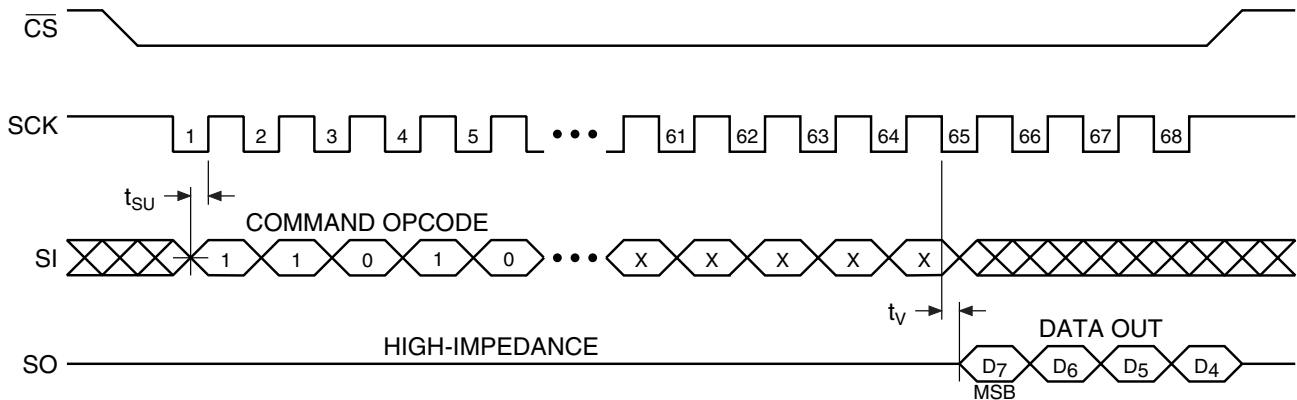 CS
SCK 1 2 3 4 5 ••• 61 62 63 64 65 66 67 68
tSU
COMMAND OPCODE
SI 1 1 0 1 0 ••• X X X X X
tV
DATA OUT
HIGH-IMPEDANCE
SO D7 D6 D5 D4
MSB